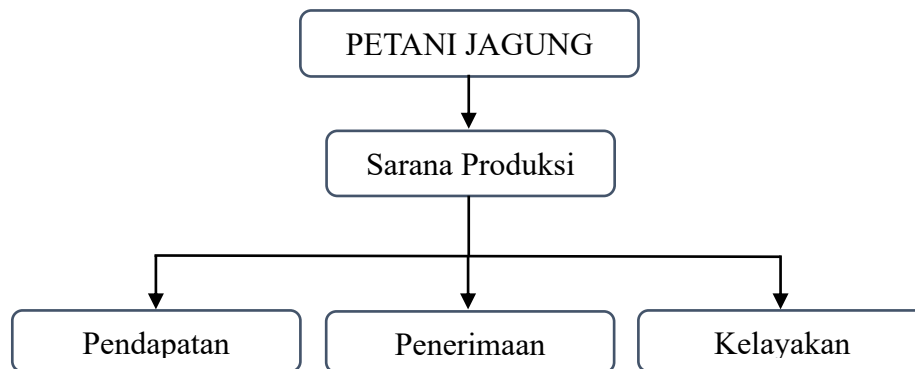 PETANI JAGUNG
Sarana Produksi
Pendapatan
Penerimaan
Kelayakan